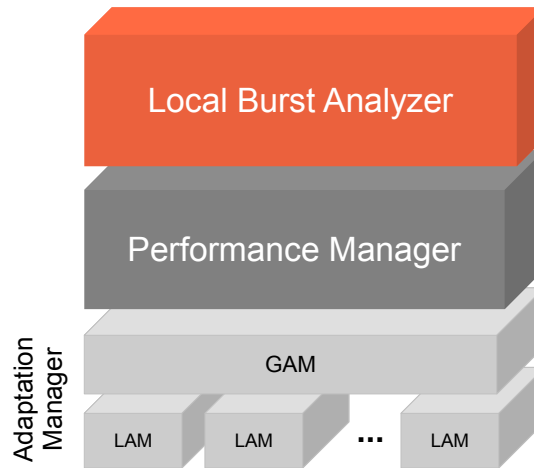 Local Burst Analyzer
Performance Manager
Adaptation
Manager
GAM
LAM
LAM
...
LAM